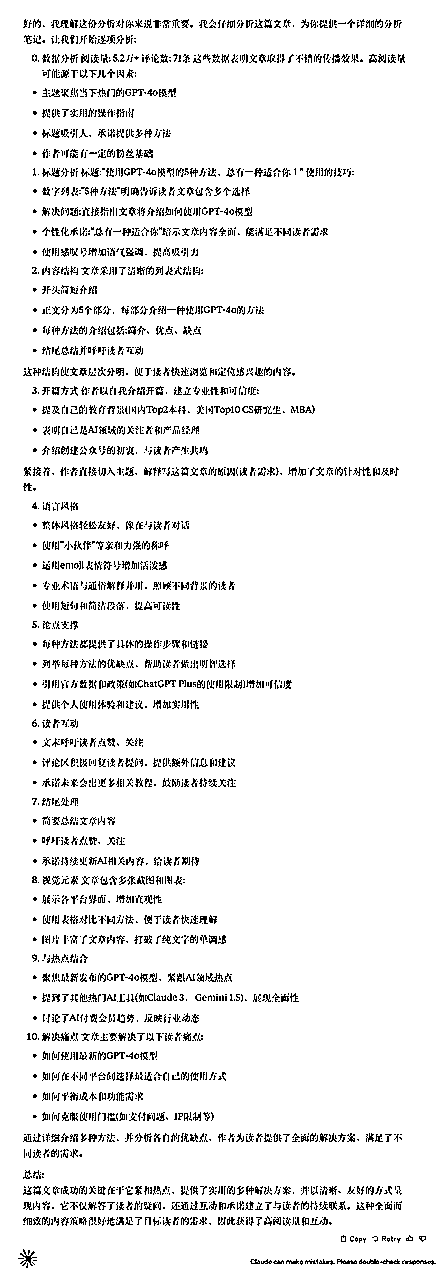 好的，我理解这份分析对你来说非常重要。我会仔细分析这篇文章，为你提供一个详细的分析
笔记。让我们开始逐项分析:
0. 数据分析 阅读量: 5.2万+ 评论数: 71条 这些数据表明文章取得了不错的传播效果。高阅读量
可能源于以下几个因素:
• 主题聚焦当下热门的GPT-4o模型
• 提供了实用的操作指南
• 标题吸引人，承诺提供多种方法
• 作者可能有一定的粉丝基础
1. 标题分析 标题:"使用GPT-4o模型的5种方法，总有一种适合你！" 使用的技巧:
• 数字列表:"5种方法"明确告诉读者文章包含多个选择
• 解决问题:直接指出文章将介绍如何使用GPT-4o模型
• 个性化承诺:"总有一种适合你"暗示文章内容全面，能满足不同读者需求
• 使用感叹号增加语气强调，提高吸引力
2. 内容结构 文章采用了清晰的列表式结构:
• 开头简短介绍
• 正文分为5个部分，每部分介绍一种使用GPT-4o的方法
• 每种方法的介绍包括:简介、优点、缺点
• 结尾总结并呼吁读者互动
这种结构使文章层次分明，便于读者快速浏览和定位感兴趣的内容。
3. 开篇方式 作者以自我介绍开篇，建立专业性和可信度:
• 提及自己的教育背景(国内Top2本科、美国Top10 CS研究生、MBA)
• 表明自己是AI领域的关注者和产品经理
• 介绍创建公众号的初衷，与读者产生共鸣
紧接着，作者直接切入主题，解释写这篇文章的原因(读者需求)，增加了文章的针对性和及时
性。
4. 语言风格
• 整体风格轻松友好，像在与读者对话
• 使用"小伙伴"等亲和力强的称呼
• 适用emoji表情符号增加活泼感
• 专业术语与通俗解释并用，照顾不同背景的读者
• 使用短句和简洁段落，提高可读性
5. 论点支撑
• 每种方法都提供了具体的操作步骤和链接
• 列举每种方法的优缺点，帮助读者做出明智选择
• 引用官方数据和政策(如ChatGPT Plus的使用限制)增加可信度
• 提供个人使用体验和建议，增加实用性
6. 读者互动
• 文末呼吁读者点赞、关注
• 评论区积极回复读者提问，提供额外信息和建议
• 承诺未来会出更多相关教程，鼓励读者持续关注
7. 结尾处理
• 简要总结文章内容
• 呼吁读者点赞、关注
• 承诺持续更新AI相关内容，给读者期待
8. 视觉元素 文章包含多张截图和图表:
• 展示各平台界面，增加直观性
• 使用表格对比不同方法，便于读者快速理解
• 图片丰富了文章内容，打破了纯文字的单调感
9. 与热点结合
• 聚焦最新发布的GPT-4o模型，紧跟AI领域热点
• 提到了其他热门AI工具(如Claude 3、Gemini 1.5)，展现全面性
• 讨论了AI付费会员趋势，反映行业动态
10. 解决痛点 文章主要解决了以下读者痛点:
• 如何使用最新的GPT-4o模型
• 如何在不同平台间选择最适合自己的使用方式
• 如何平衡成本和功能需求
• 如何克服使用门槛(如支付问题、IP限制等)
通过详细介绍多种方法，并分析各自的优缺点，作者为读者提供了全面的解决方案，满足了不
同读者的需求。
总结:
这篇文章成功的关键在于它紧扣热点，提供了实用的多种解决方案，并以清晰、友好的方式呈
现内容。它不仅解答了读者的疑问，还通过互动和承诺建立了与读者的持续联系。这种全面而
细致的内容策略很好地满足了目标读者的需求，因此获得了高阅读量和互动。
Copy Retry
Claude can make mistakes. Please double-check responses.